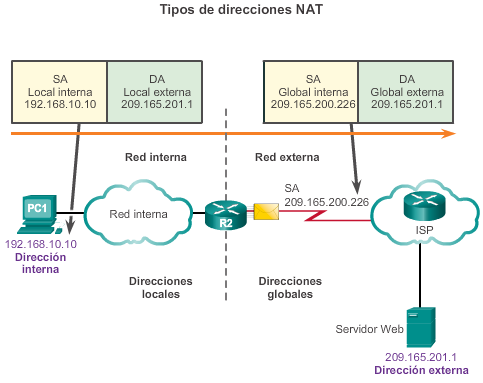 Tipos de direcciones NAT
SA
Local interna
192.168.10.10
DA
Local externa
209.165.201.1
SA
Global interna
209.165.200.226
DA
Global externa
209.165.201.1
Red interna
Red externa
SA
209.165.200.226
PC1
Red interna
R2
ISP
192.168.10.10
Dirección
interna
Direcciones
locales
Direcciones
globales
Servidor Web
209.165.201.1
Dirección externa